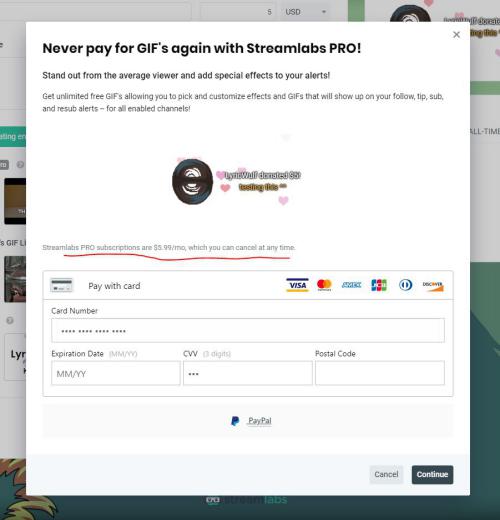 5 USD
Never pay for GIF's again with Streamlabs PRO!
Stand out from the average viewer and add special effects to your alerts!
Get unlimited free GIF's allowing you to pick and customize effects and GIFs that will show up on your follow, tip, sub,
and resub alerts – for all enabled channels!
LyricWulf donated $5!
testing this ^^
ALL-TIME
Streamlabs PRO subscriptions are $5.99/mo, which you can cancel at any time.
Pay with card VISA AMEX JCB DISCOVER
Card Number
•••• •••• •••• ••••
Expiration Date (MM/YY) CVV (3 digits) Postal Code
MM/YY •••
PayPal
Cancel Continue
streamlabs